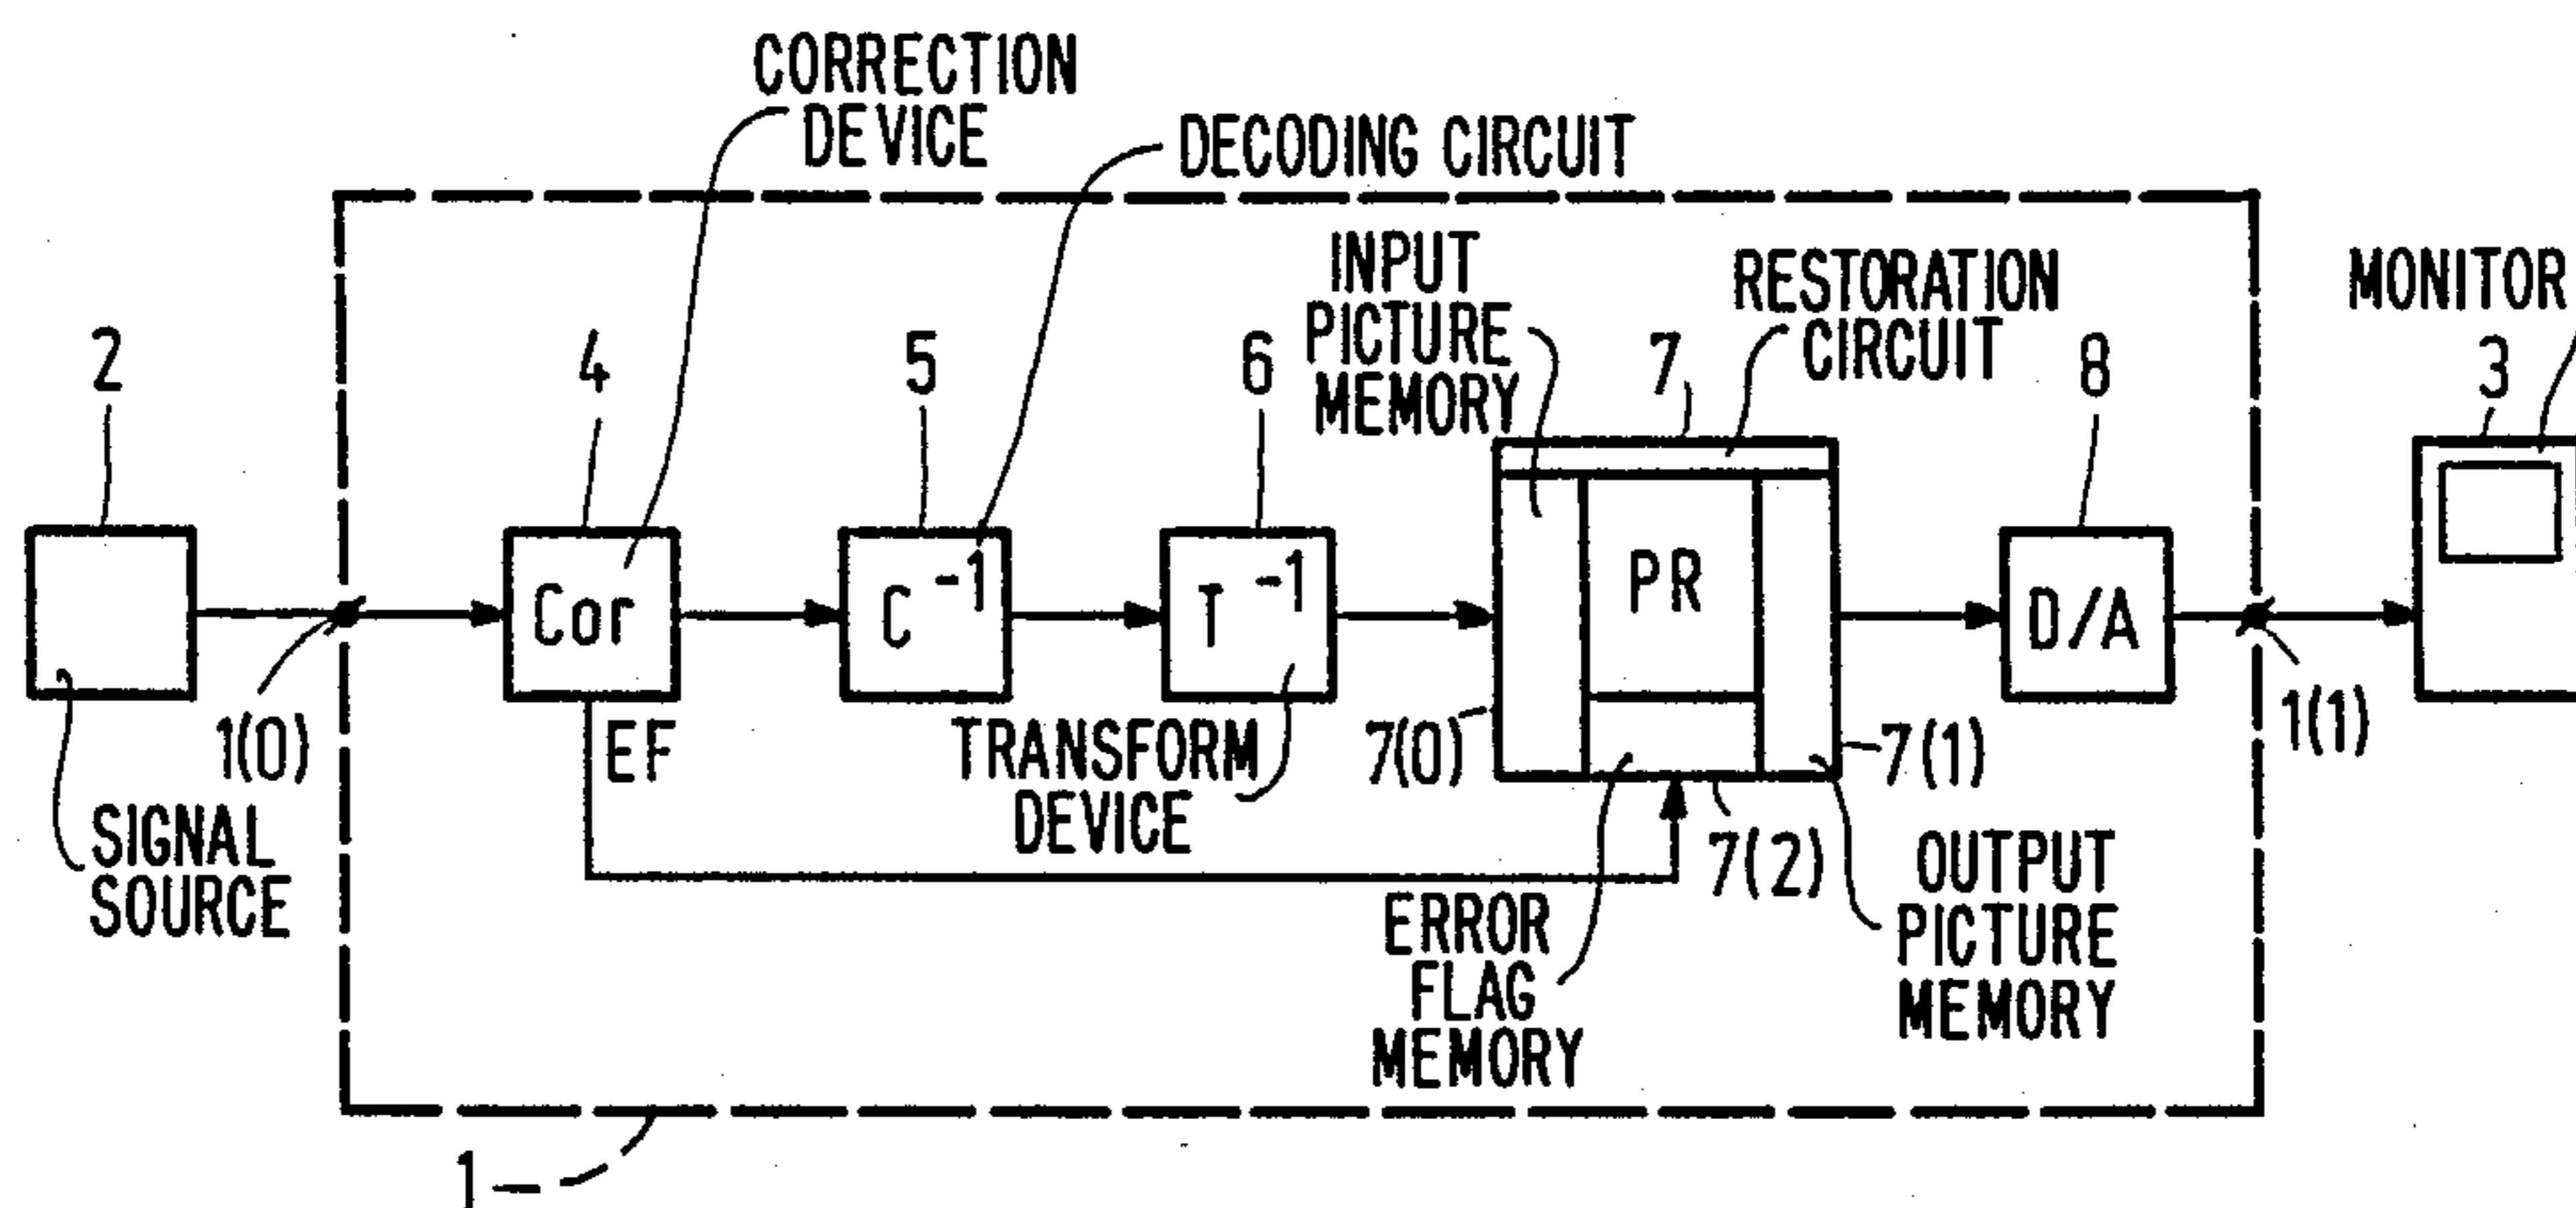 CORRECTION
DEVICE
DECODING CIRCUIT
INPUT
PICTURE
MEMORY
RESTORATION
CIRCUIT
MONITOR
2
4
5
6
7
8
3
Cor
C⁻¹
T⁻¹
PR
D/A
1(0)
EF
TRANSFORM
DEVICE
7(0)
7(1)
1(1)
SIGNAL
SOURCE
7(2)
OUTPUT
PICTURE
MEMORY
ERROR
FLAG
MEMORY
1